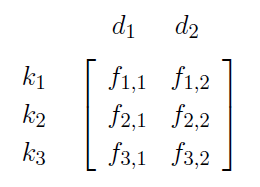 d₁ d₂
k₁ [ f₁,₁ f₁,₂ ]
k₂ [ f₂,₁ f₂,₂ ]
k₃ [ f₃,₁ f₃,₂ ]